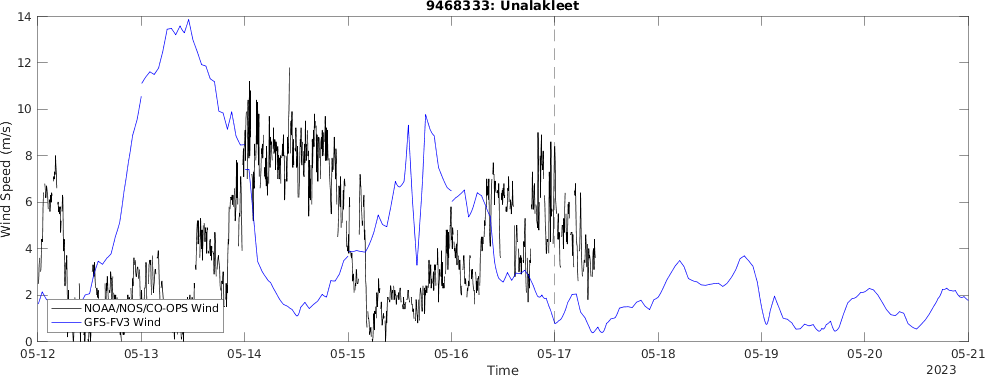 9468333: Unalakleet
Wind Speed (m/s)
14
12
10
8
6
4
2
0
NOAA/NOS/CO-OPS Wind
GFS-FV3 Wind
05-12 05-13 05-14 05-15 05-16 05-17 05-18 05-19 05-20 05-21
Time
2023